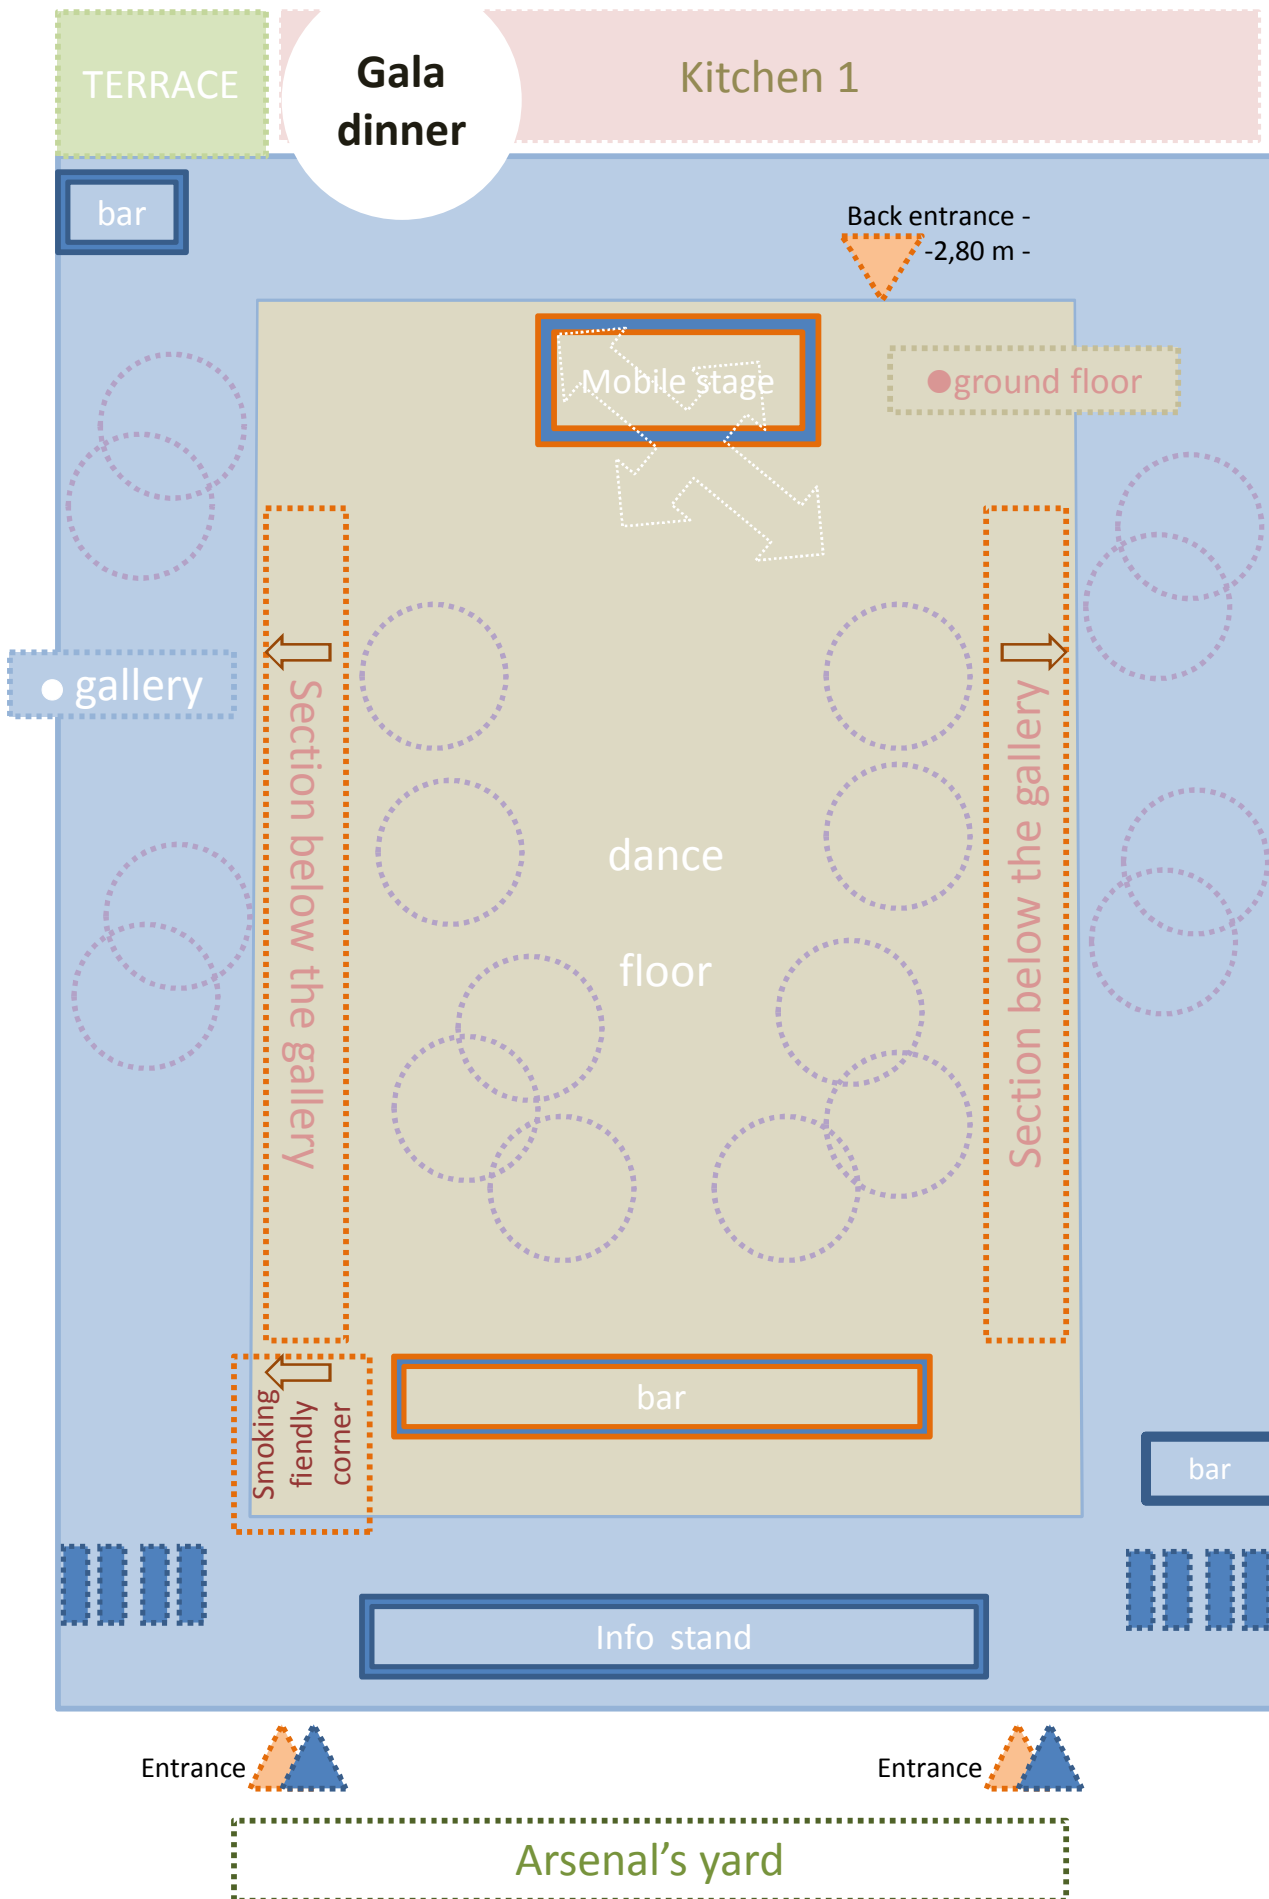 TERRACE
Gala
dinner
Kitchen 1
bar
Back entrance -
-2,80 m -
Mobile stage
ground floor
gallery
Section below the gallery
Section below the gallery
dance
floor
Smoking
fiendly
corner
bar
bar
Info stand
Entrance
Entrance
Arsenal’s yard